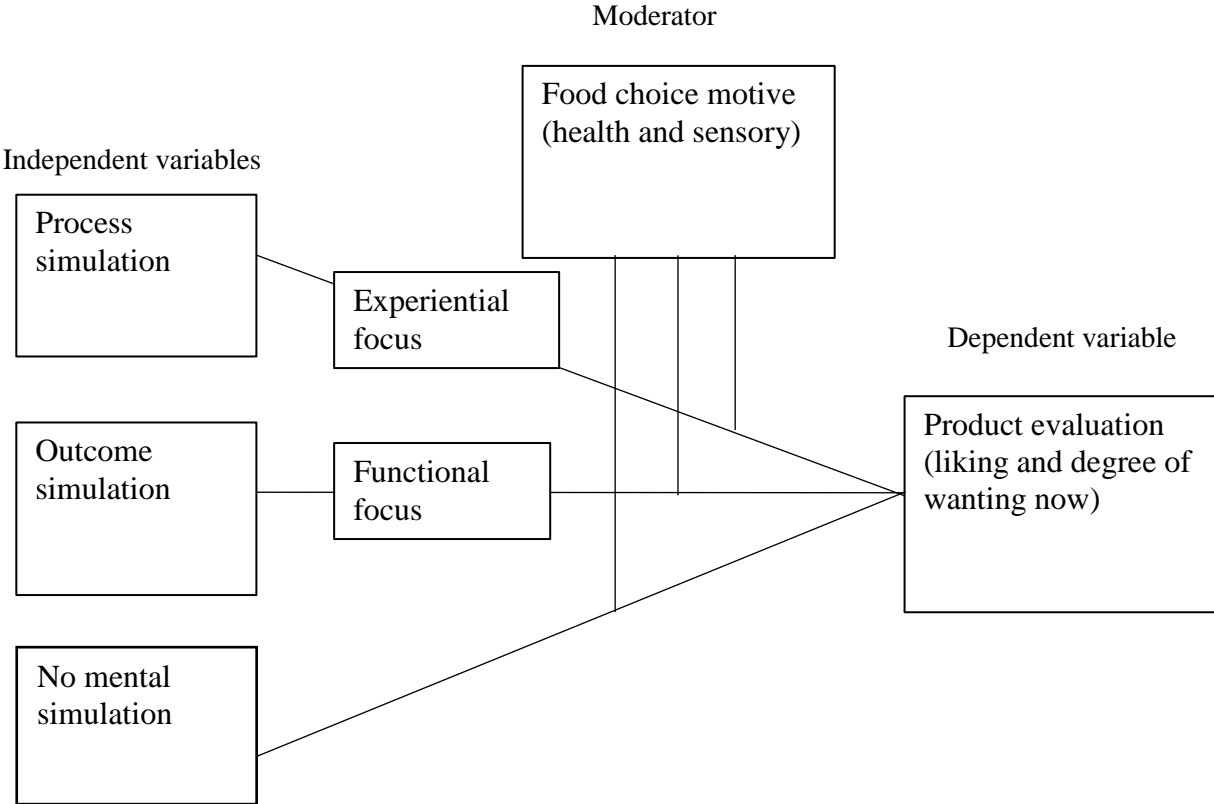 Moderator
Food choice motive
(health and sensory)
Independent variables
Process
simulation
Experiential
focus
Dependent variable
Outcome
simulation
Functional
focus
Product evaluation
(liking and degree of
wanting now)
No mental
simulation